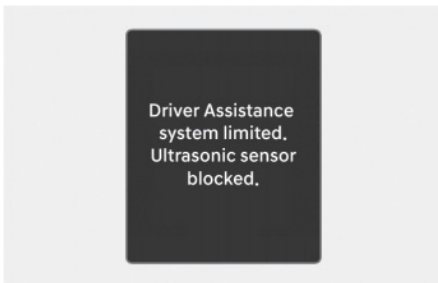 Driver Assistance
system limited.
Ultrasonic sensor
blocked.